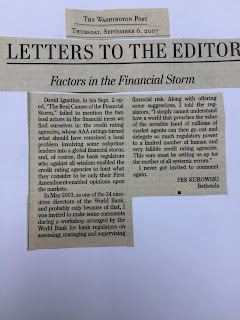 THE WASHINGTON POST
THURSDAY, SEPTEMBER 6, 2007
LETTERS TO THE EDITOR
Factors in the Financial Storm
David Ignatius, in his Sept. 2 op-
ed, "The Real Causes of the Financial
Storm," failed to mention the two
lead actors in the financial mess we
find ourselves in: the credit rating
agencies, whose AAA ratings turned
what should have remained a local
problem involving some subprime
lenders into a global financial storm;
and, of course, the bank regulators
who against all wisdom enabled the
credit rating agencies to foist what
they consider to be only their First
Amendment-enabled opinions upon
the markets.
In May 2003, as one of the 24 exec-
utive directors of the World Bank,
and probably only because of that, I
was invited to make some comments
during a workshop arranged by the
World Bank for bank regulators on
assessing, managing and supervising
financial risk. Along with offering
some suggestions, I told the regu-
lators, "I simply cannot understand
how a world that preaches the value
of the invisible hand of millions of
market agents can then go out and
delegate so much regulatory power
to a limited number of human and
very fallible credit rating agencies.
This sure must be setting us up for
the mother of all systemic errors."
I never got invited to comment
again.
PER KUROWSKI
Bethesda